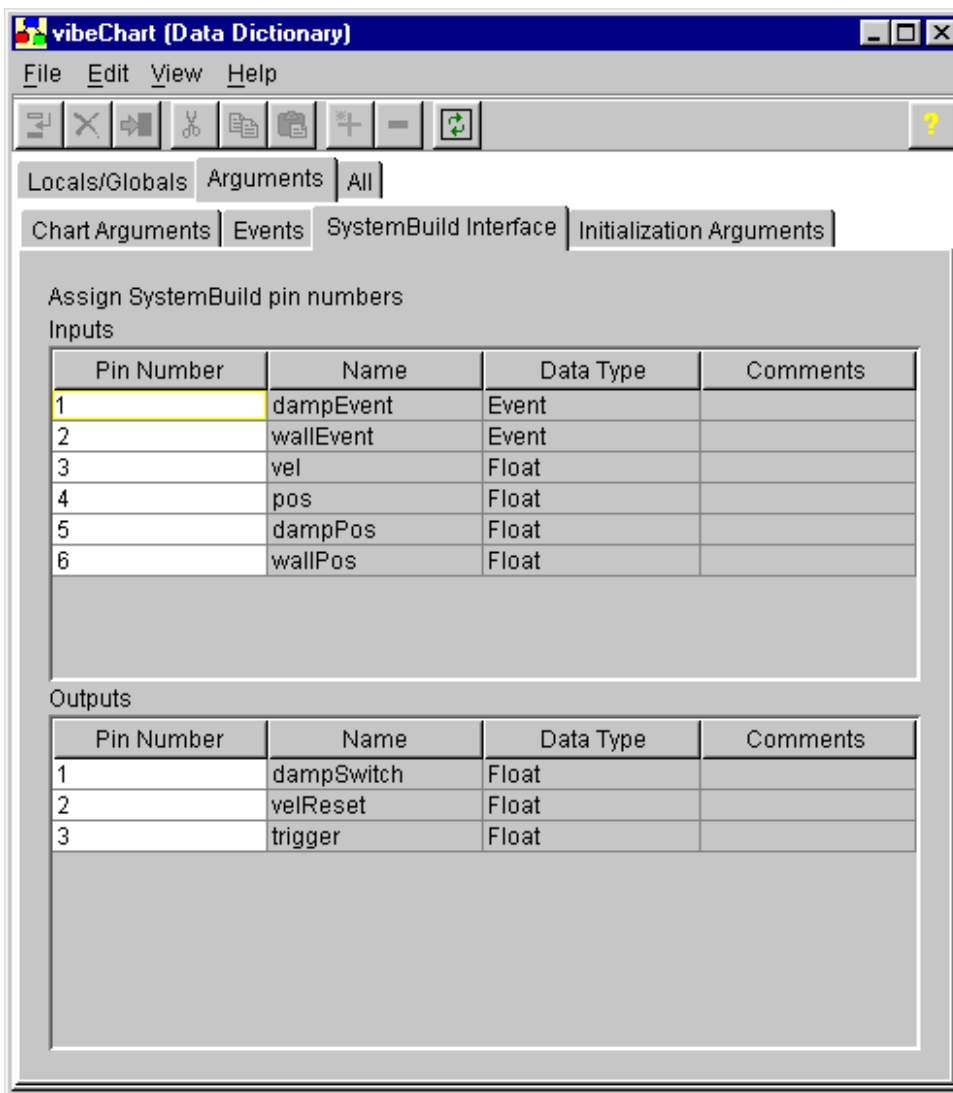 vibeChart (Data Dictionary)
File Edit View Help
?
Locals/Globals Arguments All
Chart Arguments Events SystemBuild Interface Initialization Arguments
Assign SystemBuild pin numbers
Inputs
Pin Number Name Data Type Comments
1 dampEvent Event
2 wallEvent Event
3 vel Float
4 pos Float
5 dampPos Float
6 wallPos Float
Outputs
Pin Number Name Data Type Comments
1 dampSwitch Float
2 velReset Float
3 trigger Float